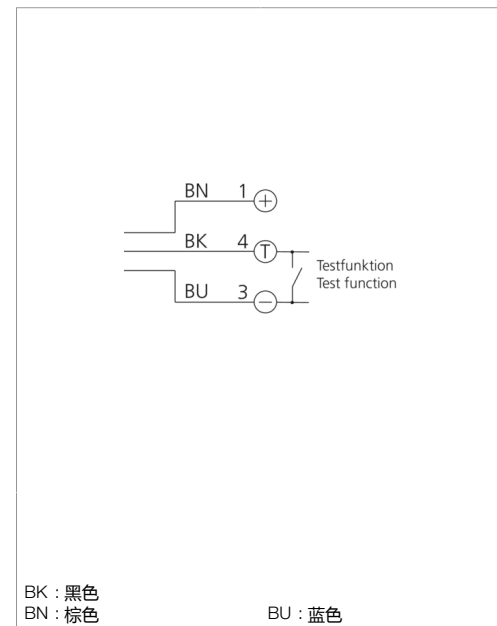 BN 1 +
BK 4 T
Testfunktion
Test function
BU 3 −
BK : 黑色
BN : 棕色 BU : 蓝色